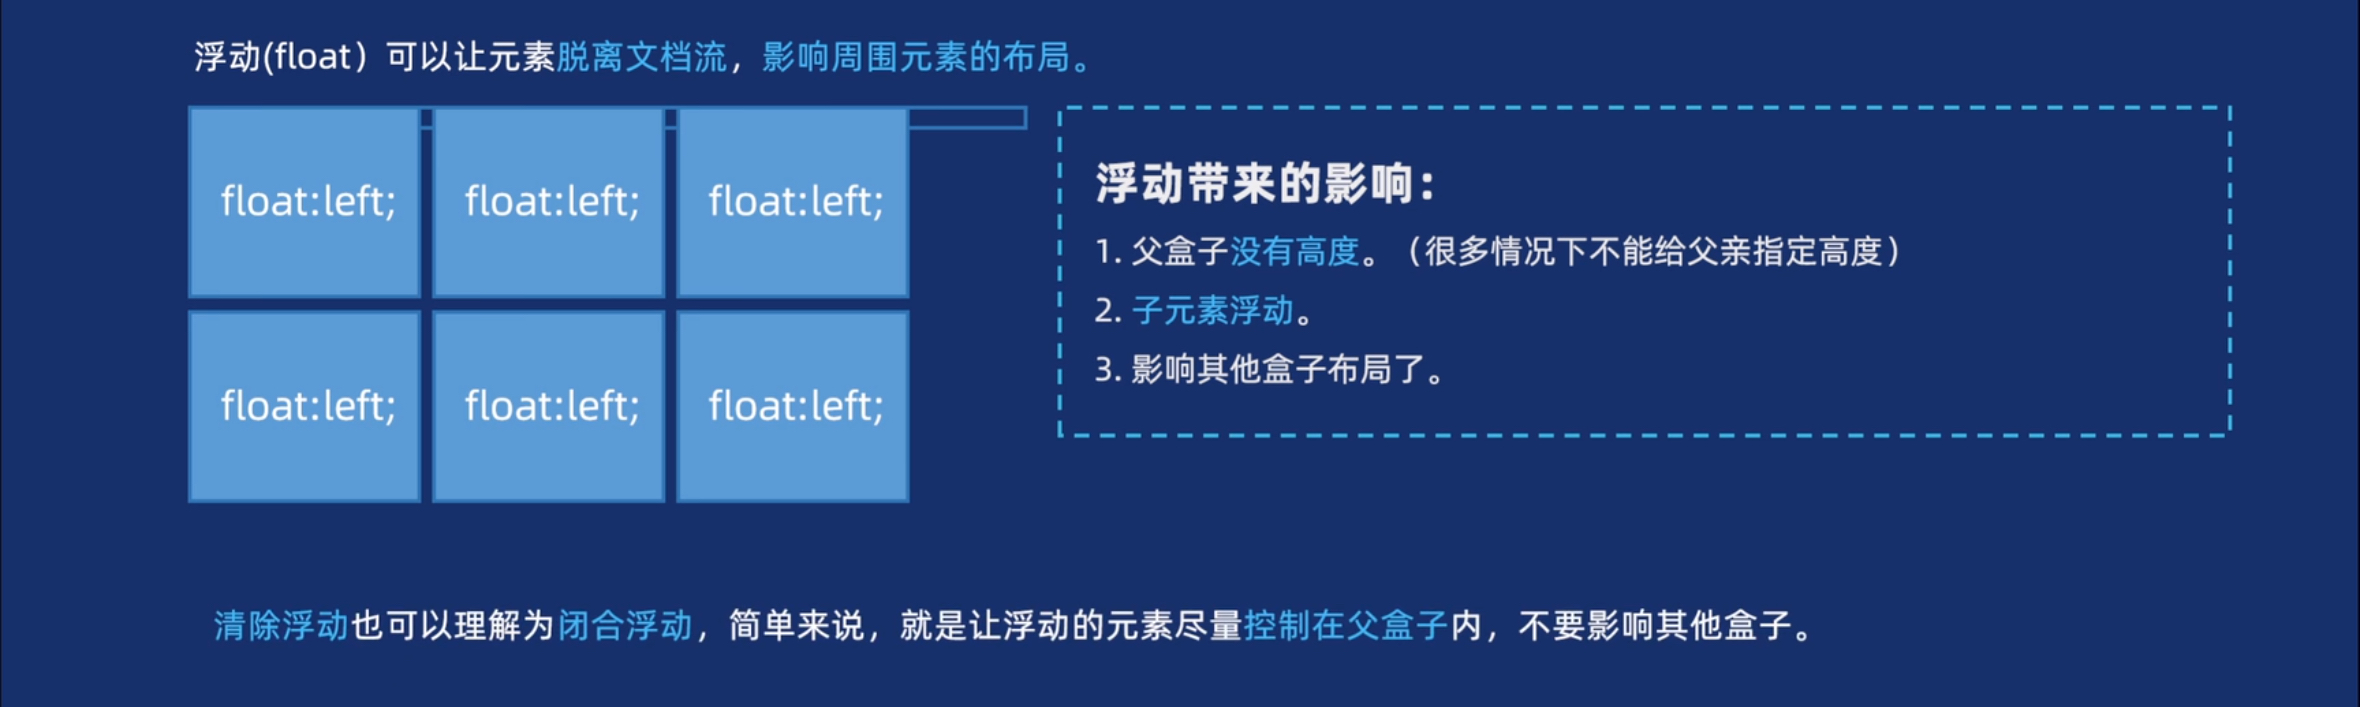 浮动(float）可以让元素脱离文档流，影响周围元素的布局。
float:left; float:left; float:left;
float:left; float:left; float:left;
浮动带来的影响：
1. 父盒子没有高度。（很多情况下不能给父亲指定高度）
2. 子元素浮动。
3. 影响其他盒子布局了。
清除浮动也可以理解为闭合浮动，简单来说，就是让浮动的元素尽量控制在父盒子内，不要影响其他盒子。